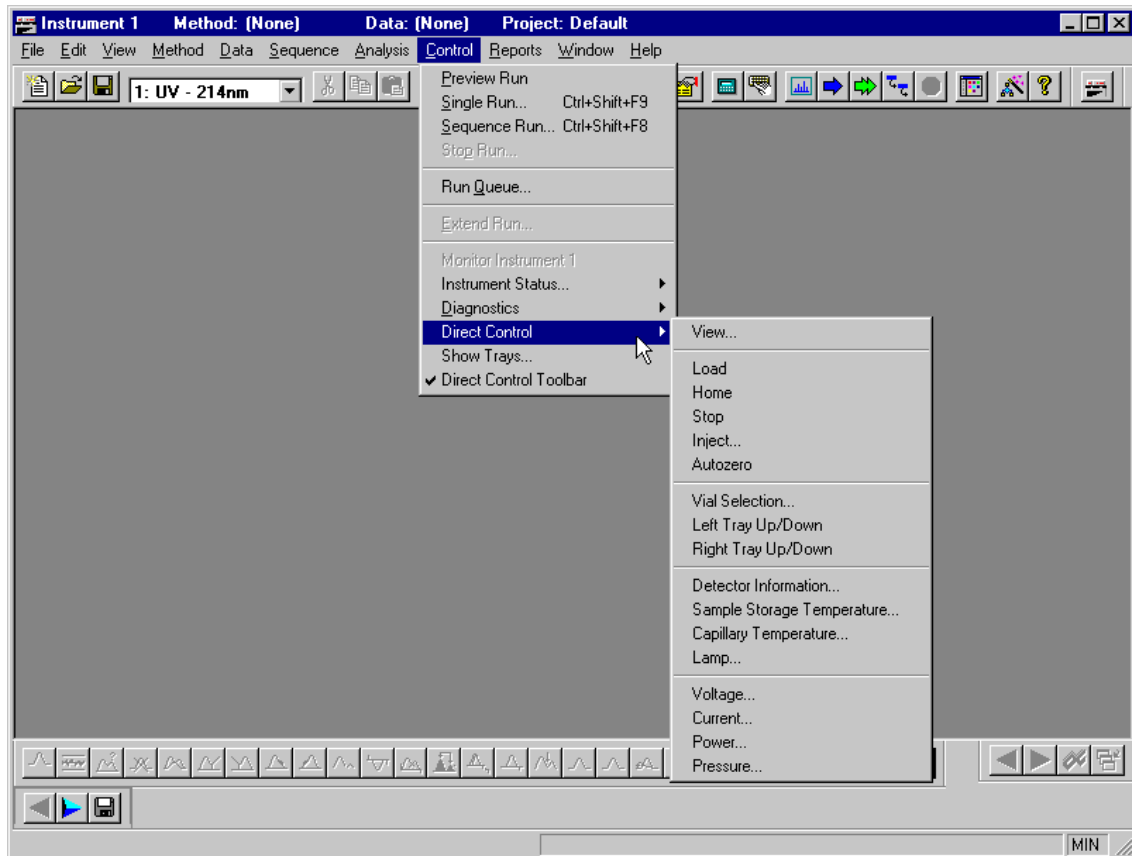 Instrument 1 Method: (None) Data: (None) Project: Default
File Edit View Method Data Sequence Analysis Control Reports Window Help
1: UV - 214nm
Preview Run
Single Run... Ctrl+Shift+F9
Sequence Run... Ctrl+Shift+F8
Stop Run...
Run Queue...
Extend Run...
Monitor Instrument 1
Instrument Status...
Diagnostics
Direct Control
Show Trays...
Direct Control Toolbar
View...
Load
Home
Stop
Inject...
Autozero
Vial Selection...
Left Tray Up/Down
Right Tray Up/Down
Detector Information...
Sample Storage Temperature...
Capillary Temperature...
Lamp...
Voltage...
Current...
Power...
Pressure...
MIN